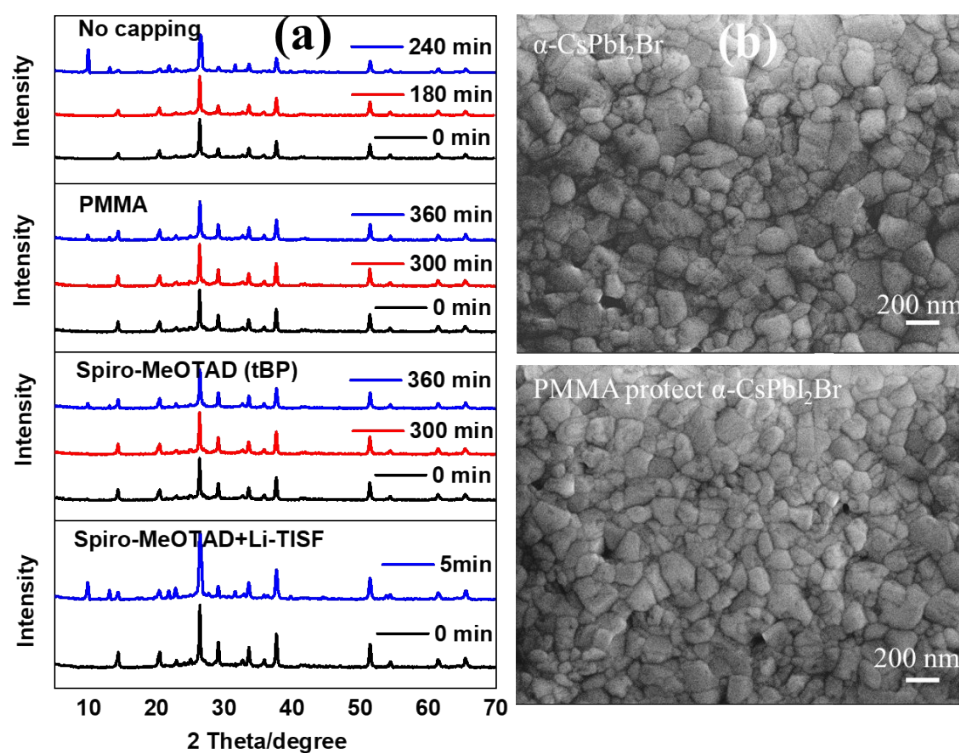 No capping
(a)
240 min
180 min
0 min
Intensity
PMMA
360 min
300 min
0 min
Intensity
Spiro-MeOTAD (tBP)
360 min
300 min
0 min
Intensity
Spiro-MeOTAD+Li-TISF
5min
0 min
Intensity
10 20 30 40 50 60 70
2 Theta/degree
α-CsPbI₂Br
(b)
200 nm
PMMA protect α-CsPbI₂Br
200 nm